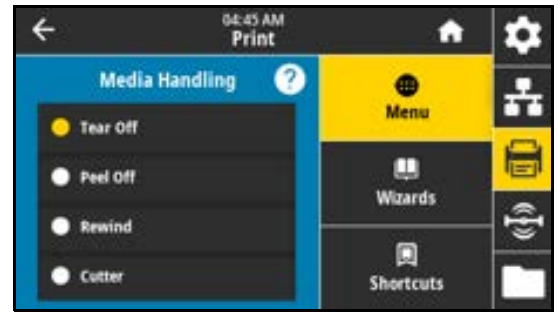 04:45 AM
Print
Media Handling
?
Tear Off
Peel Off
Rewind
Cutter
Menu
Wizards
Shortcuts